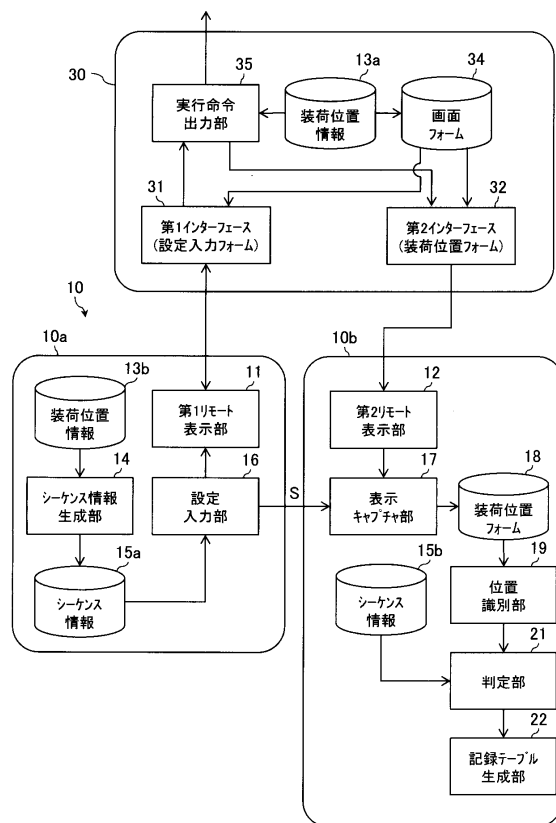 30
35
実行命令
出力部
13a
装荷位置
情報
34
画面
フォーム
31
第1インターフェース
(設定入力フォーム)
32
第2インターフェース
(装荷位置フォーム)
10
10a
13b
装荷位置
情報
11
第1リモート
表示部
14
シーケンス情報
生成部
16
設定
入力部
15a
シーケンス
情報
S
10b
12
第2リモート
表示部
17
表示
キャプチャ部
18
装荷位置
フォーム
15b
シーケンス
情報
19
位置
識別部
21
判定部
22
記録テーブル
生成部